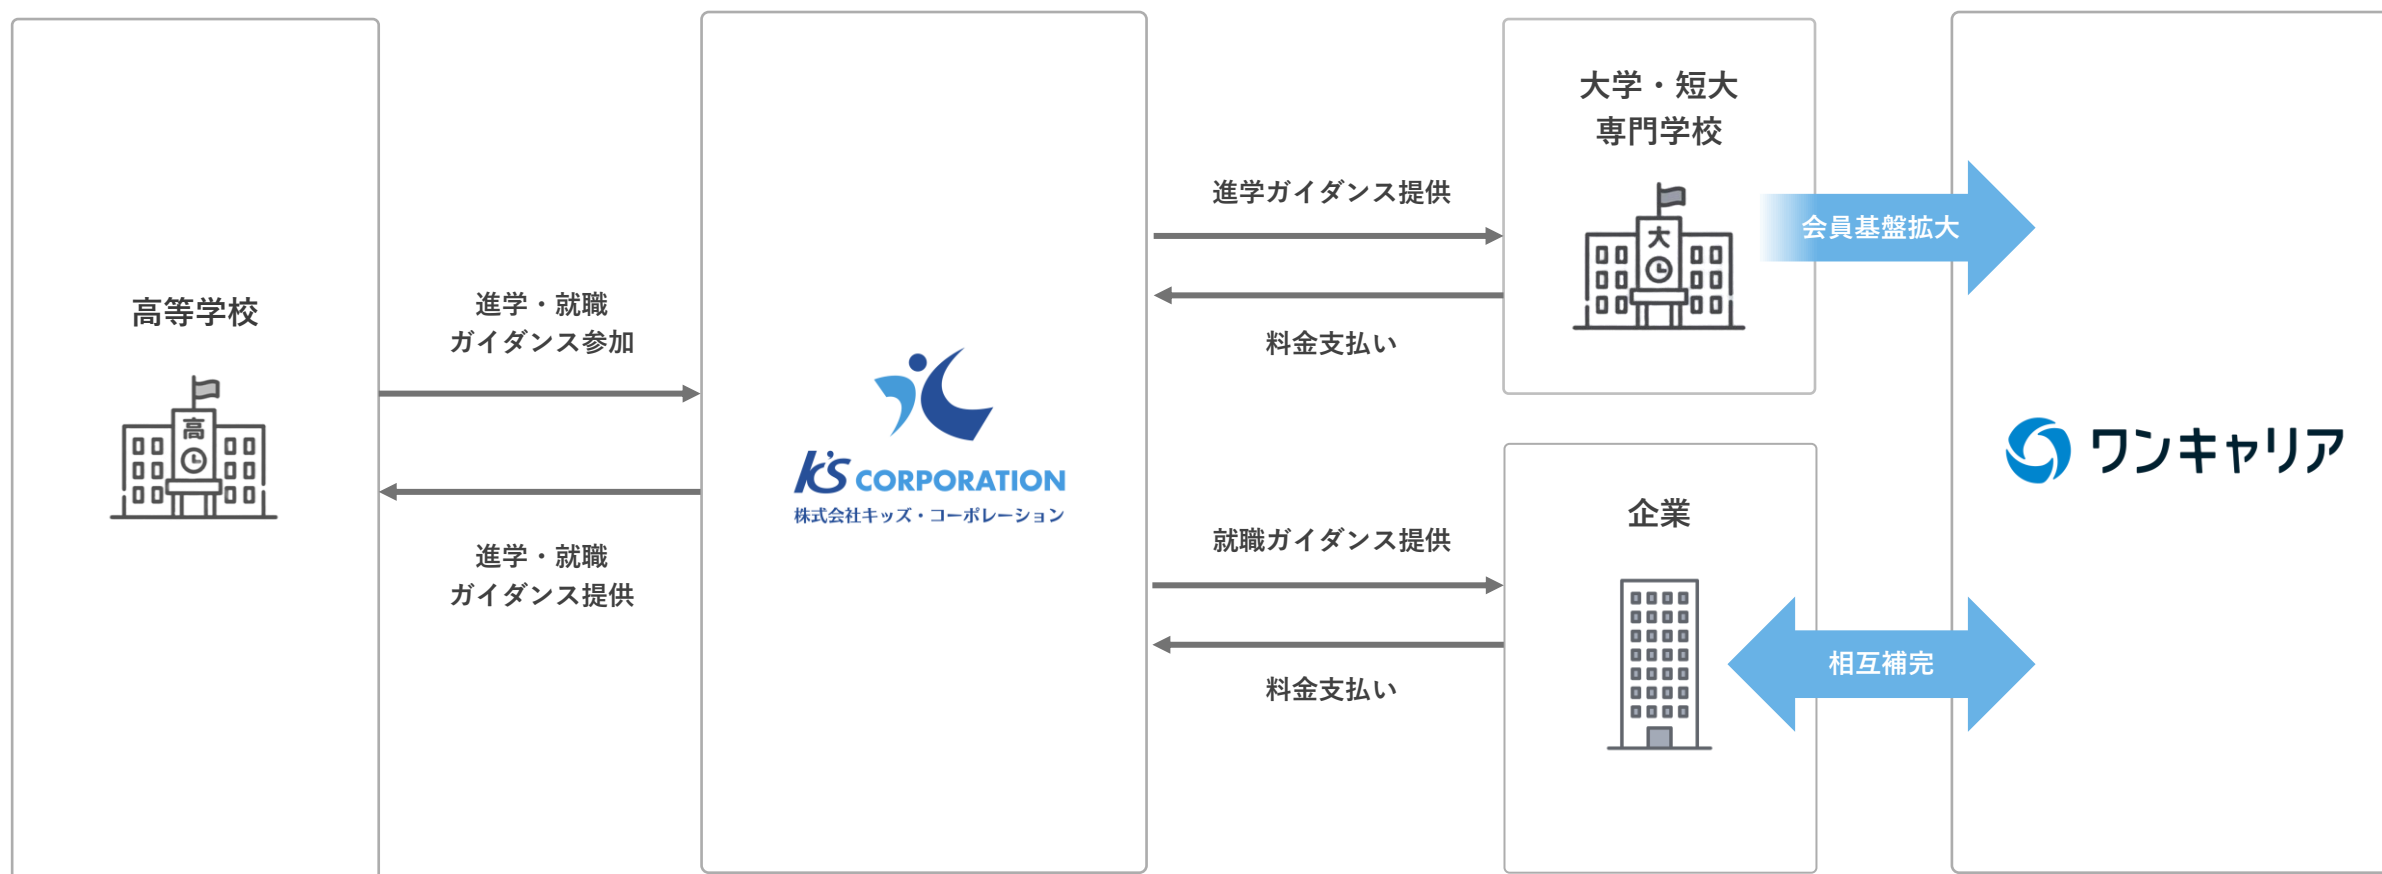 高等学校
高
進学・就職
ガイダンス参加
進学・就職
ガイダンス提供
K'S CORPORATION
株式会社キッズ・コーポレーション
進学ガイダンス提供
料金支払い
就職ガイダンス提供
料金支払い
大学・短大
専門学校
大
企業
会員基盤拡大
相互補完
ワンキャリア